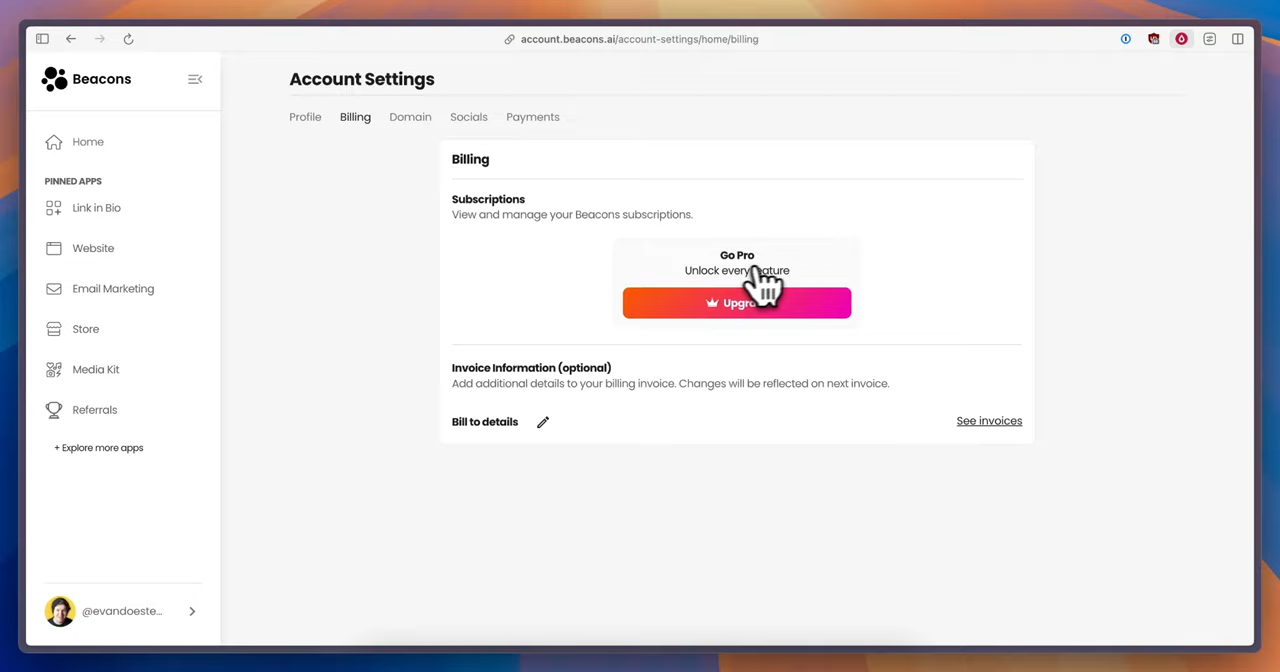 account.beacons.ai/account-settings/home/billing
Beacons
Account Settings
Profile
Billing
Domain
Socials
Payments
Home
PINNED APPS
Link in Bio
Website
Email Marketing
Store
Media Kit
Referrals
+ Explore more apps
@evandoeste...
Billing
Subscriptions
View and manage your Beacons subscriptions.
Go Pro
Unlock every
Invoice Information (optional)
Add additional details to your billing invoice. Changes will be reflected on next invoice.
Bill to details
See invoices